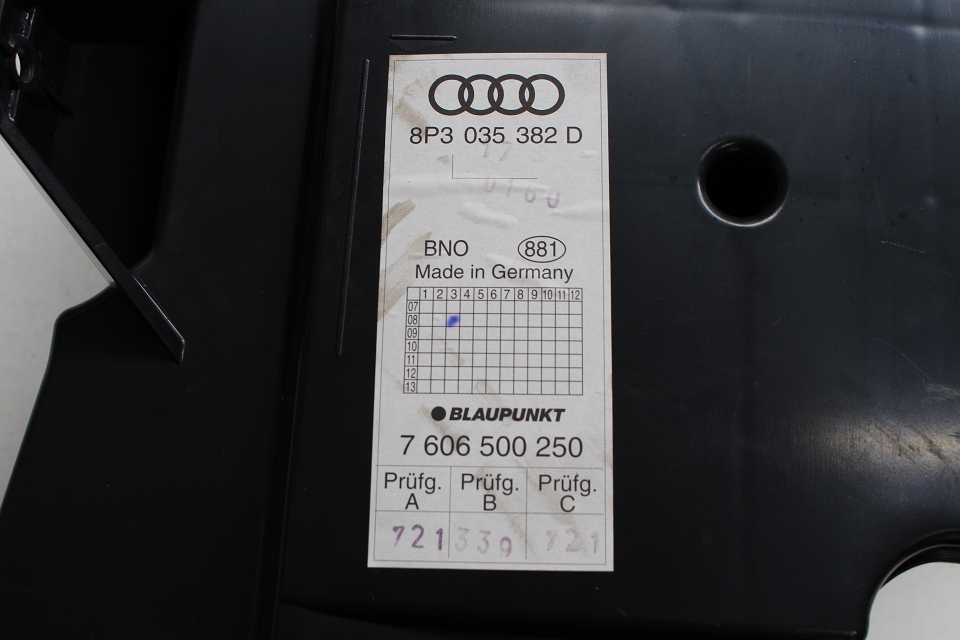 8P3 035 382 D
0160
BNO 881
Made in Germany
1 2 3 4 5 6 7 8 9 10 11 12
07
08
09
10
11
12
13
BLAUPUNKT
7 606 500 250
Prüfg. A Prüfg. B Prüfg. C
721 339 721